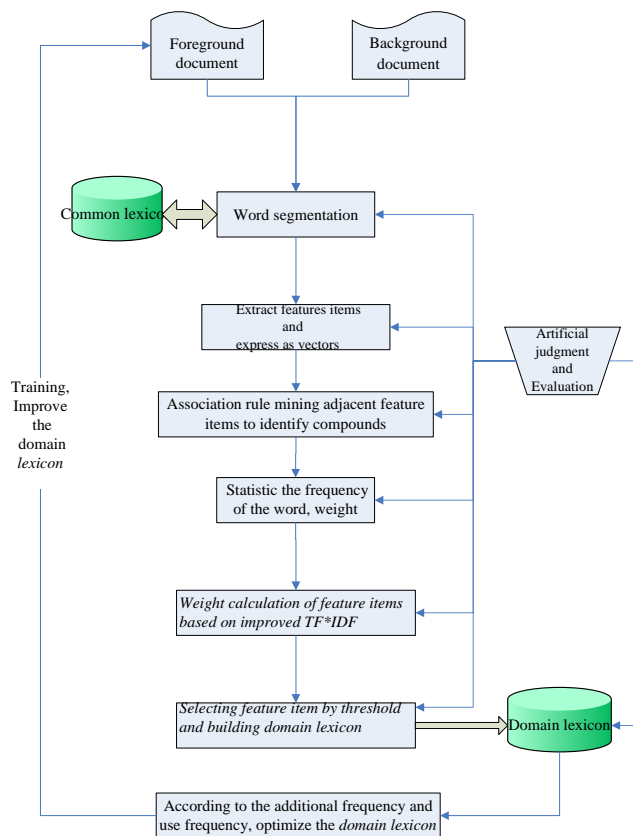 Foreground
document
Background
document
Common lexico
Word segmentation
Extract features items
and
express as vectors
Artificial
judgment
and
Evaluation
Training,
Improve
the
domain
lexicon
Association rule mining adjacent feature
items to identify compounds
Statistic the frequency
of the word, weight
Weight calculation of feature items
based on improved TF*IDF
Selecting feature item by threshold
and building domain lexicon
Domain lexicon
According to the additional frequency and
use frequency, optimize the domain lexicon